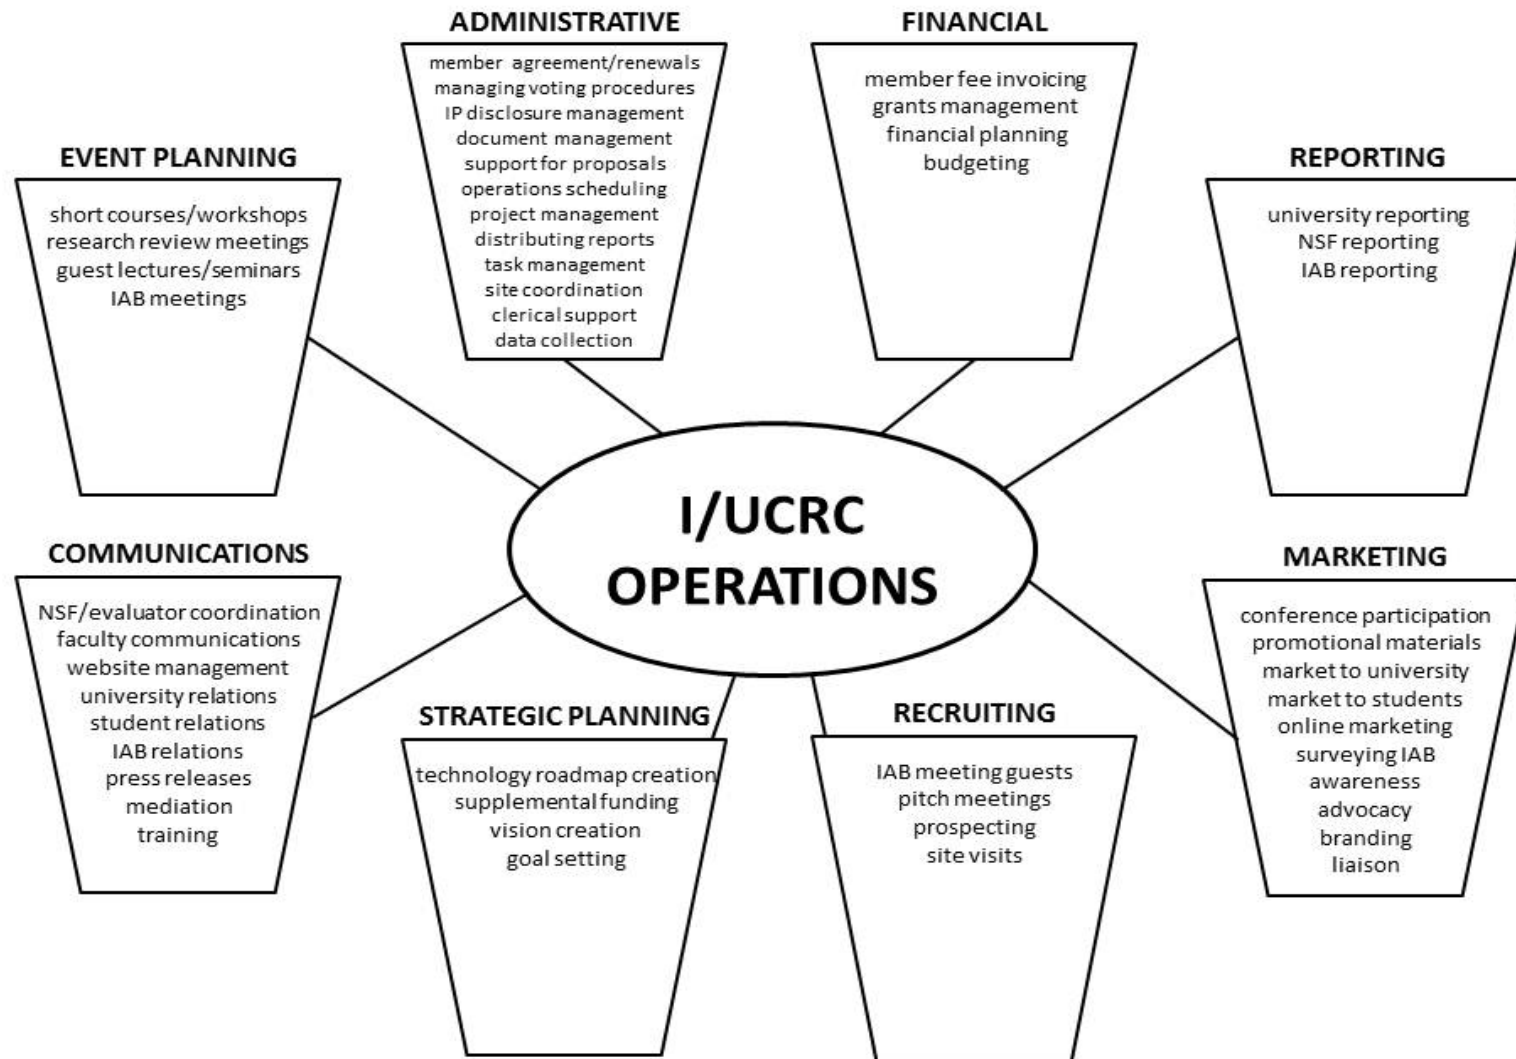 ADMINISTRATIVE
member agreement/renewals
managing voting procedures
IP disclosure management
document management
support for proposals
operations scheduling
project management
distributing reports
task management
site coordination
clerical support
data collection
FINANCIAL
member fee invoicing
grants management
financial planning
budgeting
EVENT PLANNING
short courses/workshops
research review meetings
guest lectures/seminars
IAB meetings
REPORTING
university reporting
NSF reporting
IAB reporting
I/UCRC
OPERATIONS
COMMUNICATIONS
NSF/evaluator coordination
faculty communications
website management
university relations
student relations
IAB relations
press releases
mediation
training
MARKETING
conference participation
promotional materials
market to university
market to students
online marketing
surveying IAB
awareness
advocacy
branding
liaison
STRATEGIC PLANNING
technology roadmap creation
supplemental funding
vision creation
goal setting
RECRUITING
IAB meeting guests
pitch meetings
prospecting
site visits